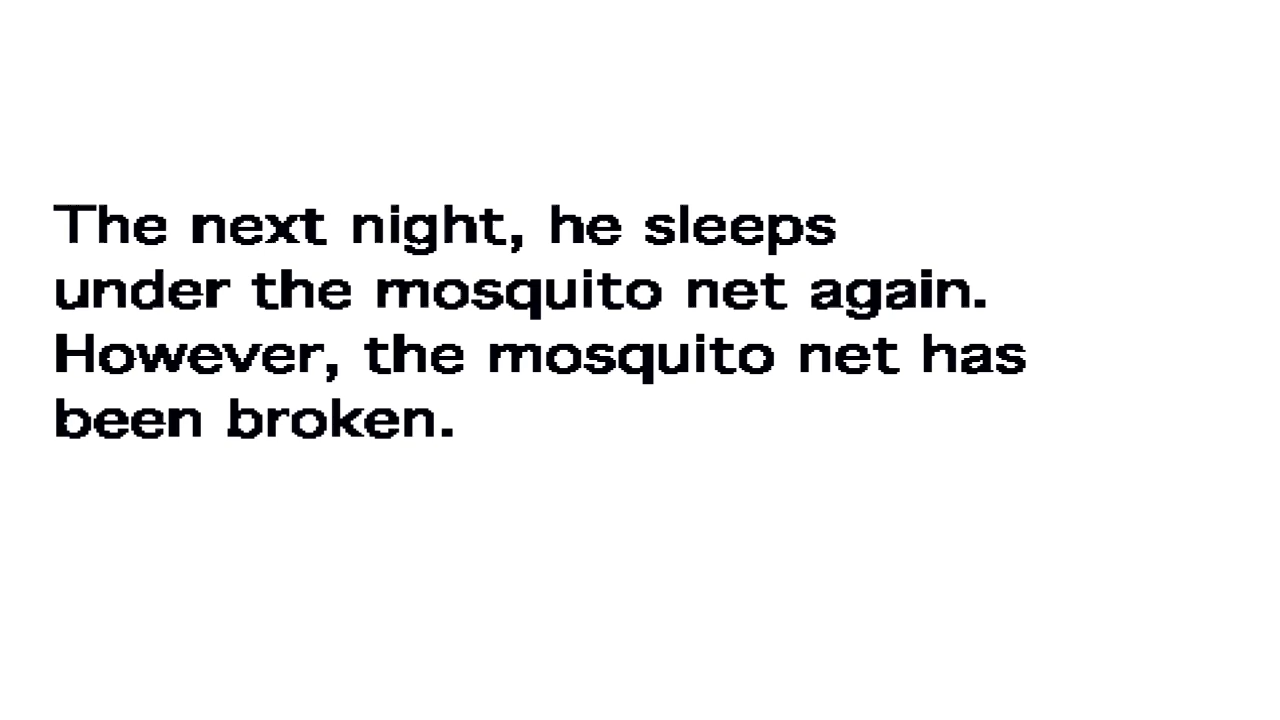 The next night, he sleeps
under the mosquito net again.
However, the mosquito net has
been broken.